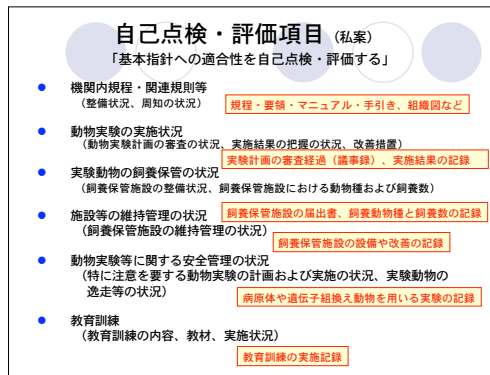 自己点検・評価項目 (私案)
「基本指針への適合性を自己点検・評価する」
● 機関内規程・関連規則等
（整備状況、周知の状況）
規程・要領・マニュアル・手引き、組織図など
● 動物実験の実施状況
（動物実験計画の審査の状況、実施結果の把握の状況、改善措置）
実験計画の審査経過（議事録）、実施結果の記録
● 実験動物の飼養保管の状況
（飼養保管施設の整備状況、飼養保管施設における動物種および飼養数）
飼養保管施設の届出書、飼養動物種と飼養数の記録
● 施設等の維持管理の状況
（飼養保管施設の維持管理の状況）
飼養保管施設の設備や改善の記録
● 動物実験等に関する安全管理の状況
（特に注意を要する動物実験の計画および実施の状況、実験動物の
逸走等の状況）
病原体や遺伝子組換え動物を用いる実験の記録
● 教育訓練
（教育訓練の内容、教材、実施状況）
教育訓練の実施記録